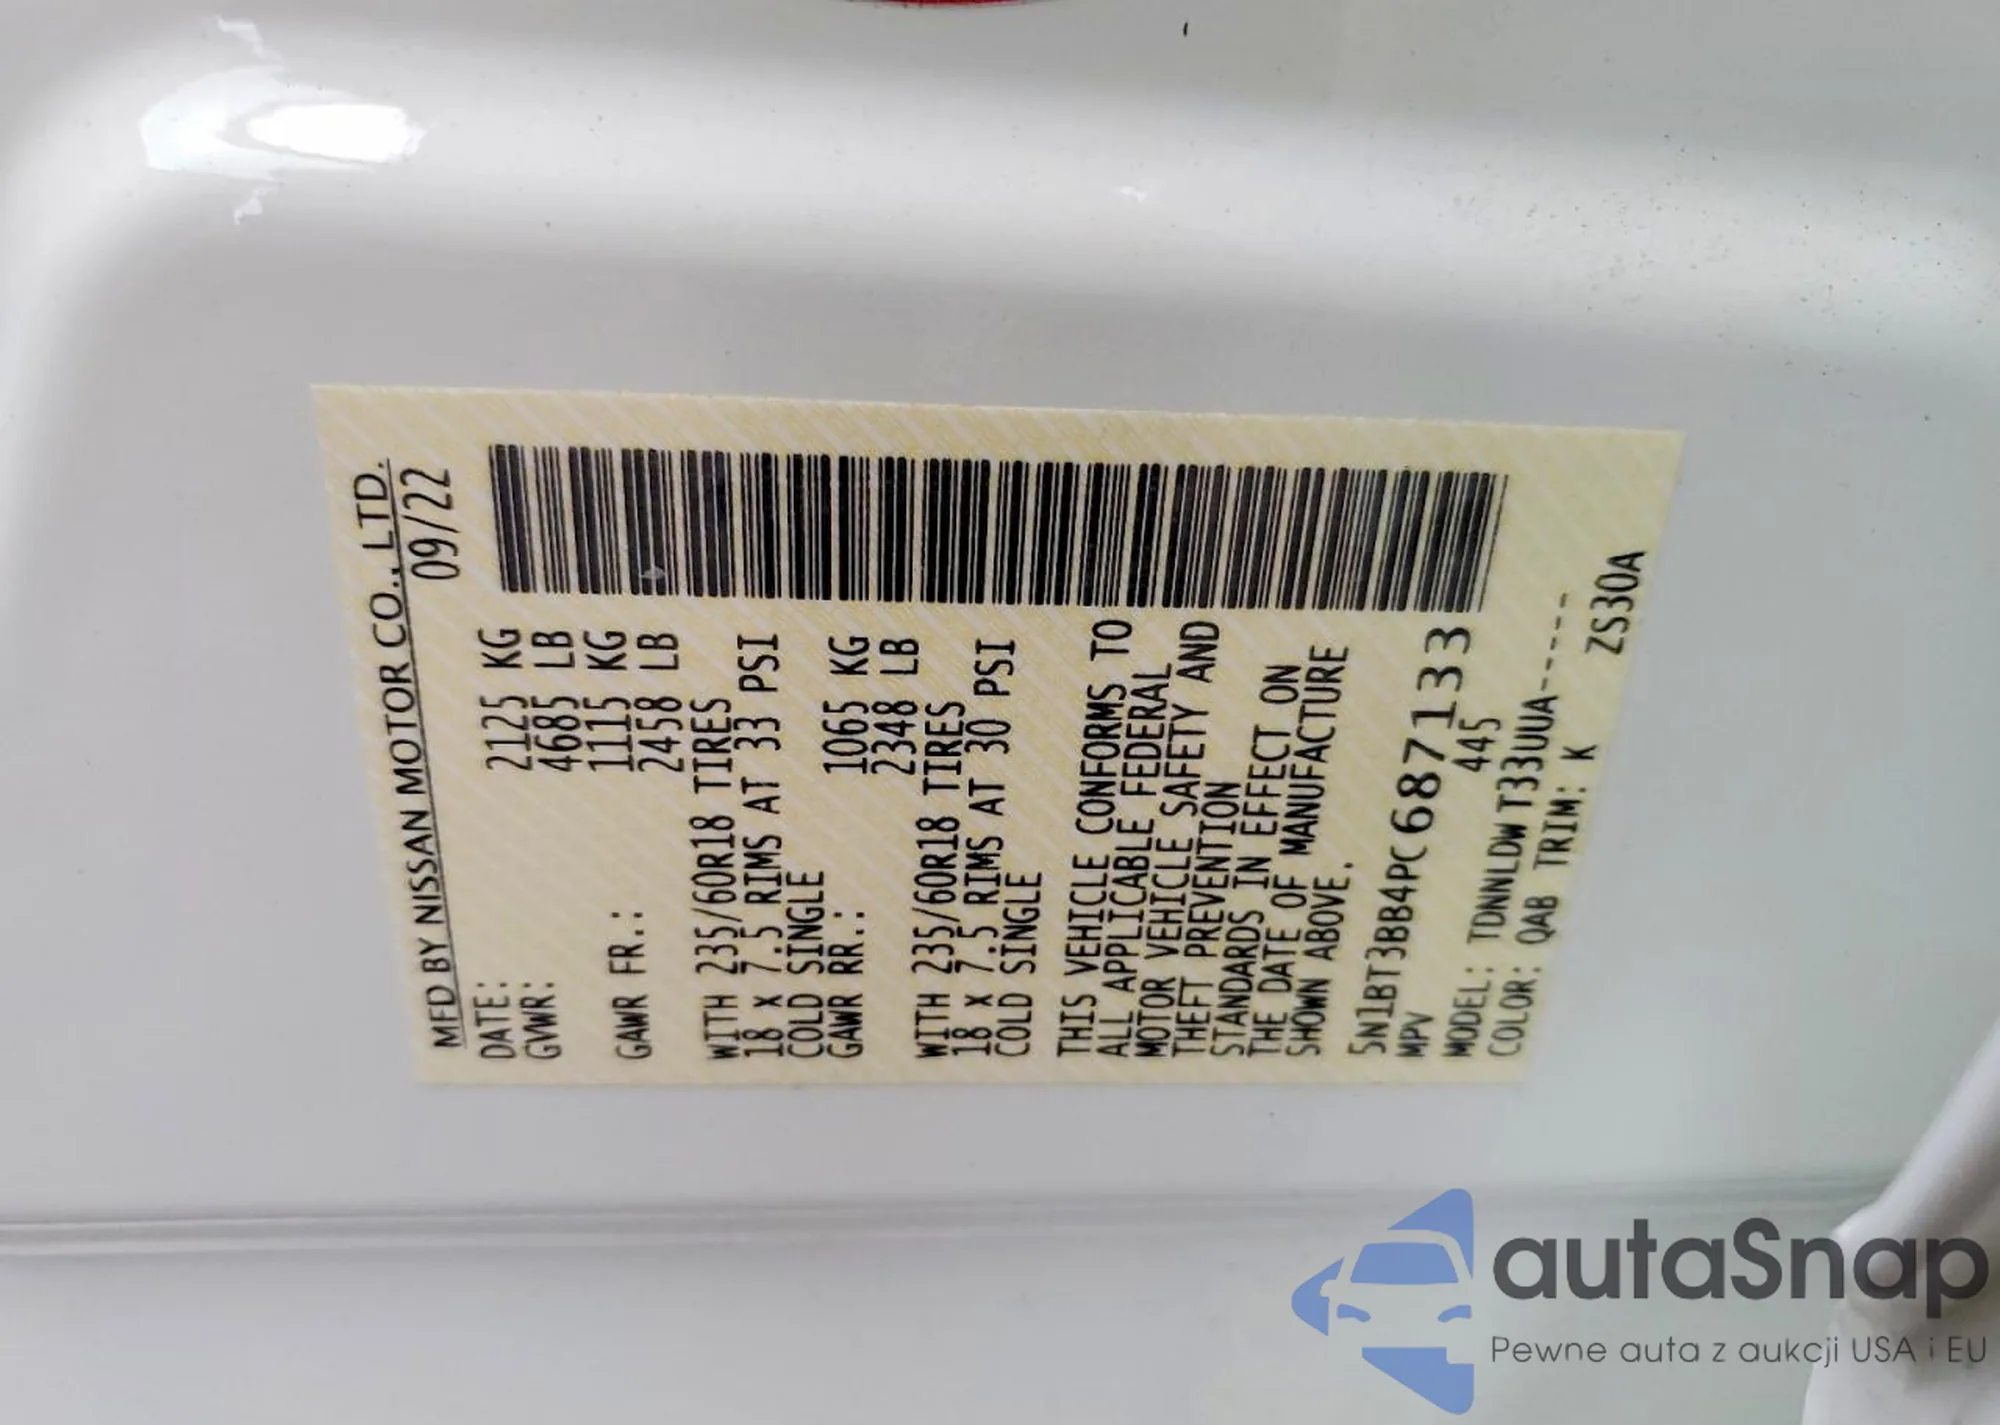 MFD BY NISSAN MOTOR CO., LTD.
DATE: 09/22
GVWR: 2125 KG
4685 LB
GAWR FR.: 1115 KG
2458 LB
WITH 235/60R18 TIRES
18 x 7.5 RIMS AT 33 PSI
COLD SINGLE
GAWR RR.: 1065 KG
2348 LB
WITH 235/60R18 TIRES
18 x 7.5 RIMS AT 30 PSI
COLD SINGLE
THIS VEHICLE CONFORMS TO
ALL APPLICABLE FEDERAL
MOTOR VEHICLE SAFETY AND
THEFT PREVENTION
STANDARDS IN EFFECT ON
THE DATE OF MANUFACTURE
SHOWN ABOVE.
5N1BT3BB4PC687133
MPV 445
MODEL: TDNNLDW T33UUA-----
COLOR: QAB TRIM: K ZS30A
autaSnap
Pewne auta z aukcji USA i EU